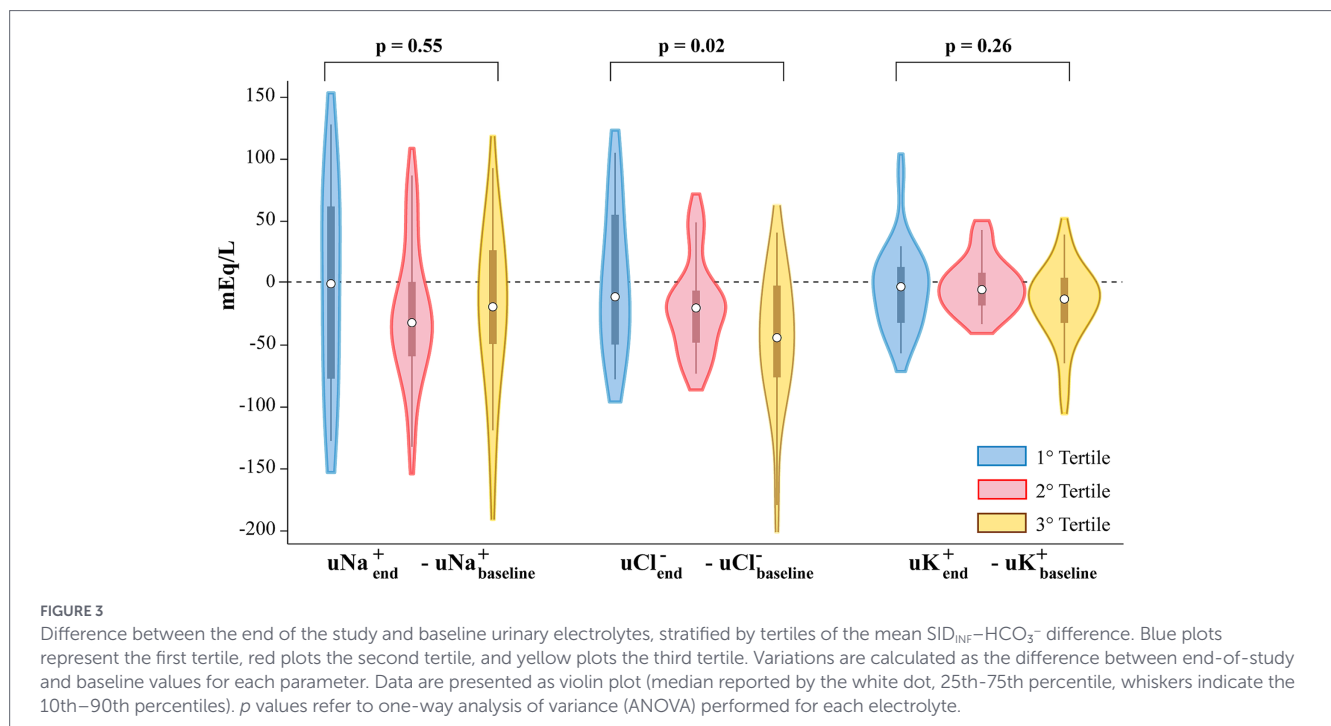 p = 0.55
p = 0.02
p = 0.26
150
100
50
0
-50
-100
-150
-200
mEq/L
1° Tertile
2° Tertile
3° Tertile
uNa⁺end - uNa⁺baseline
uCl⁻end - uCl⁻baseline
uK⁺end - uK⁺baseline
FIGURE 3
Difference between the end of the study and baseline urinary electrolytes, stratified by tertiles of the mean SIDINF–HCO₃⁻ difference. Blue plots
represent the first tertile, red plots the second tertile, and yellow plots the third tertile. Variations are calculated as the difference between end-of-study
and baseline values for each parameter. Data are presented as violin plot (median reported by the white dot, 25th-75th percentile, whiskers indicate the
10th–90th percentiles). p values refer to one-way analysis of variance (ANOVA) performed for each electrolyte.